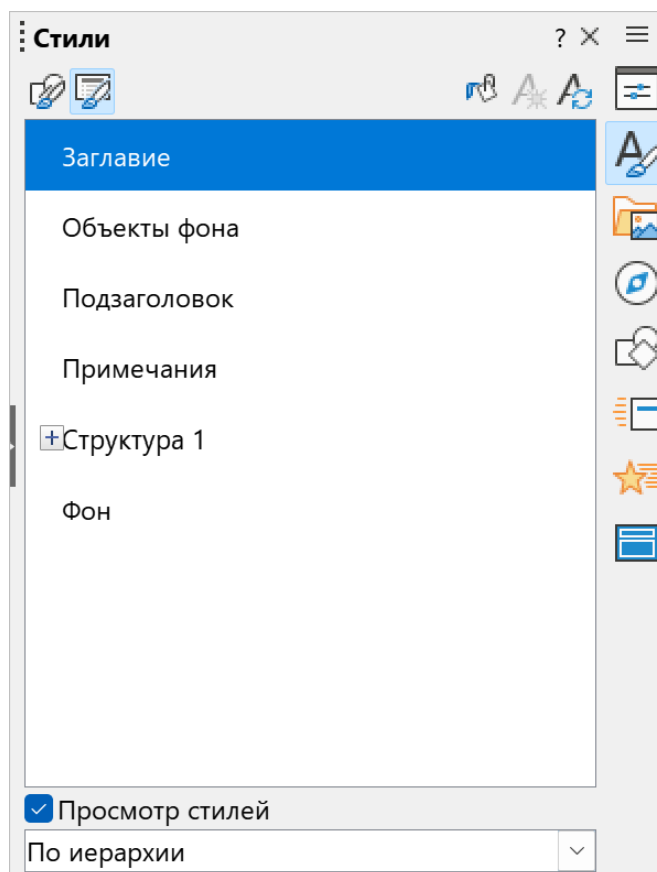 Стили
?
Заглавие
Объекты фона
Подзаголовок
Примечания
Структура 1
Фон
Просмотр стилей
По иерархии